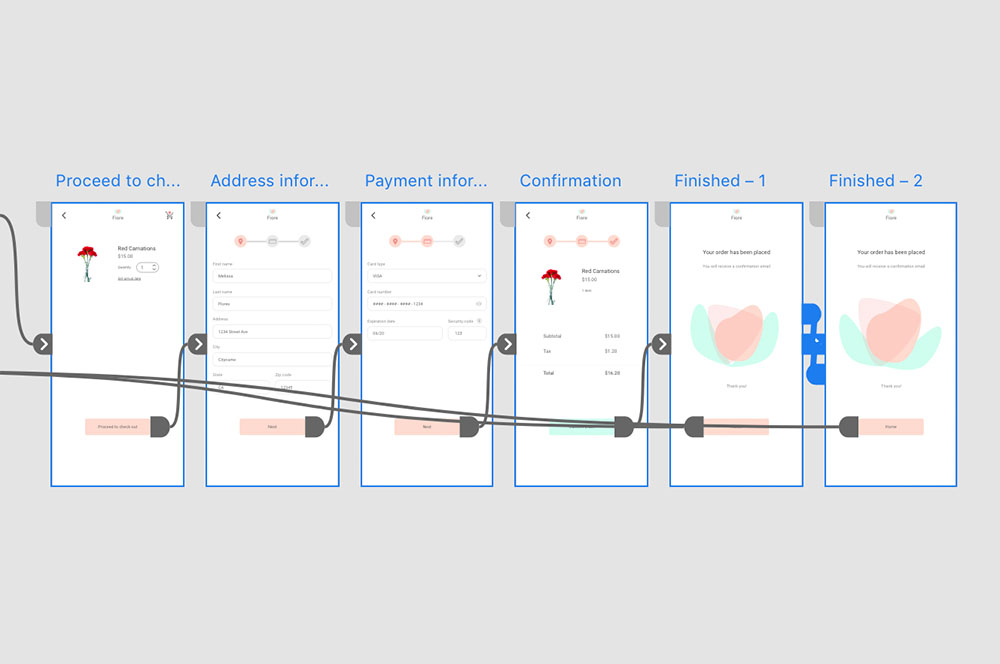 Proceed to ch...
Address infor...
Payment infor...
Confirmation
Finished – 1
Finished – 2
Fiore
Red Carnations
$15.00
Quantity
1
Proceed to check out
Fiore
First name
Melissa
Last name
Flores
Address
1234 Street Ave
City
Cityname
State
Zip code
CA
12345
Next
Fiore
Card type
VISA
Card number
#### - #### - #### - 1234
Expiration date
Security code
04/20
123
Next
Fiore
Red Carnations
$15.00
Subtotal
$15.00
Tax
$1.20
Total
$16.20
Fiore
Your order has been placed
You will receive a confirmation email
Thank you!
Fiore
Your order has been placed
You will receive a confirmation email
Thank you!
Home